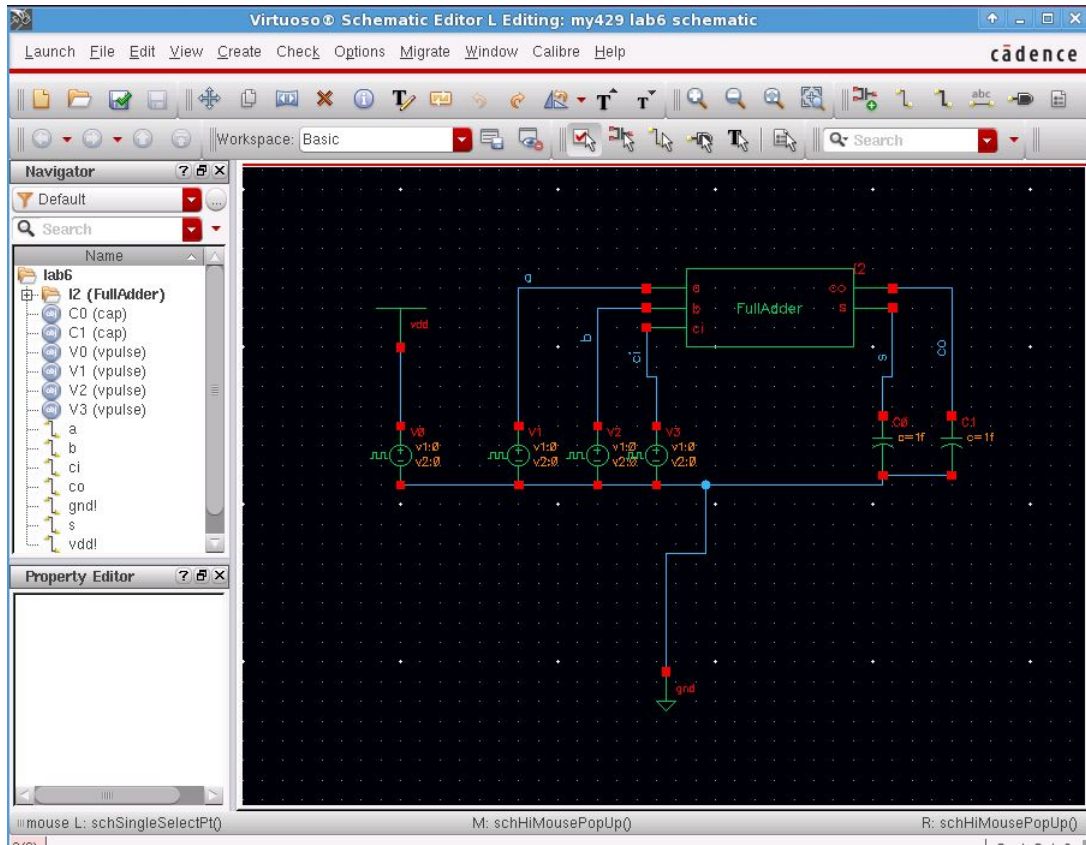 Virtuoso® Schematic Editor L Editing: my429 lab6 schematic
Launch File Edit View Create Check Options Migrate Window Calibre Help
cādence
abc
Workspace: Basic
Search
Navigator
Default
Search
Name
lab6
I2 (FullAdder)
C0 (cap)
C1 (cap)
V0 (vpulse)
V1 (vpulse)
V2 (vpulse)
V3 (vpulse)
a
b
ci
co
gnd!
s
vdd!
Property Editor
a
b
ci
vdd
a
b
ci
FullAdder
I2
co
s
s
co
V0
v1:0
v2:0
V1
v1:0
v2:0
V2
v1:0
v2:0
V3
v1:0
v2:0
C0
c=1f
C1
c=1f
gnd
mouse L: schSingleSelectPt()
M: schHiMousePopUp()
R: schHiMousePopUp()